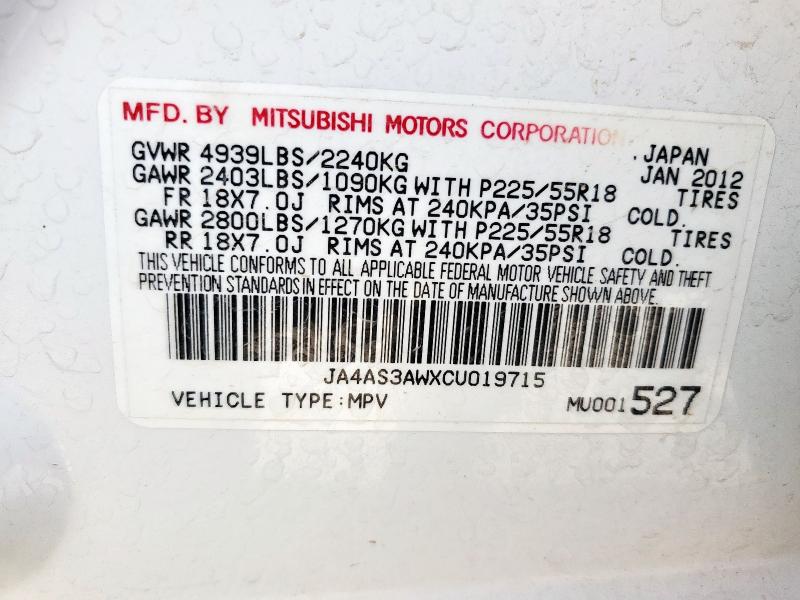 MFD. BY MITSUBISHI MOTORS CORPORATION, JAPAN
GVWR 4939LBS/2240KG JAN 2012
GAWR 2403LBS/1090KG WITH P225/55R18 TIRES
FR 18X7.0J RIMS AT 240KPA/35PSI COLD.
GAWR 2800LBS/1270KG WITH P225/55R18 TIRES
RR 18X7.0J RIMS AT 240KPA/35PSI COLD.
THIS VEHICLE CONFORMS TO ALL APPLICABLE FEDERAL MOTOR VEHICLE SAFETY AND THEFT
PREVENTION STANDARDS IN EFFECT ON THE DATE OF MANUFACTURE SHOWN ABOVE.
JA4AS3AWXCU019715
VEHICLE TYPE:MPV MU001527